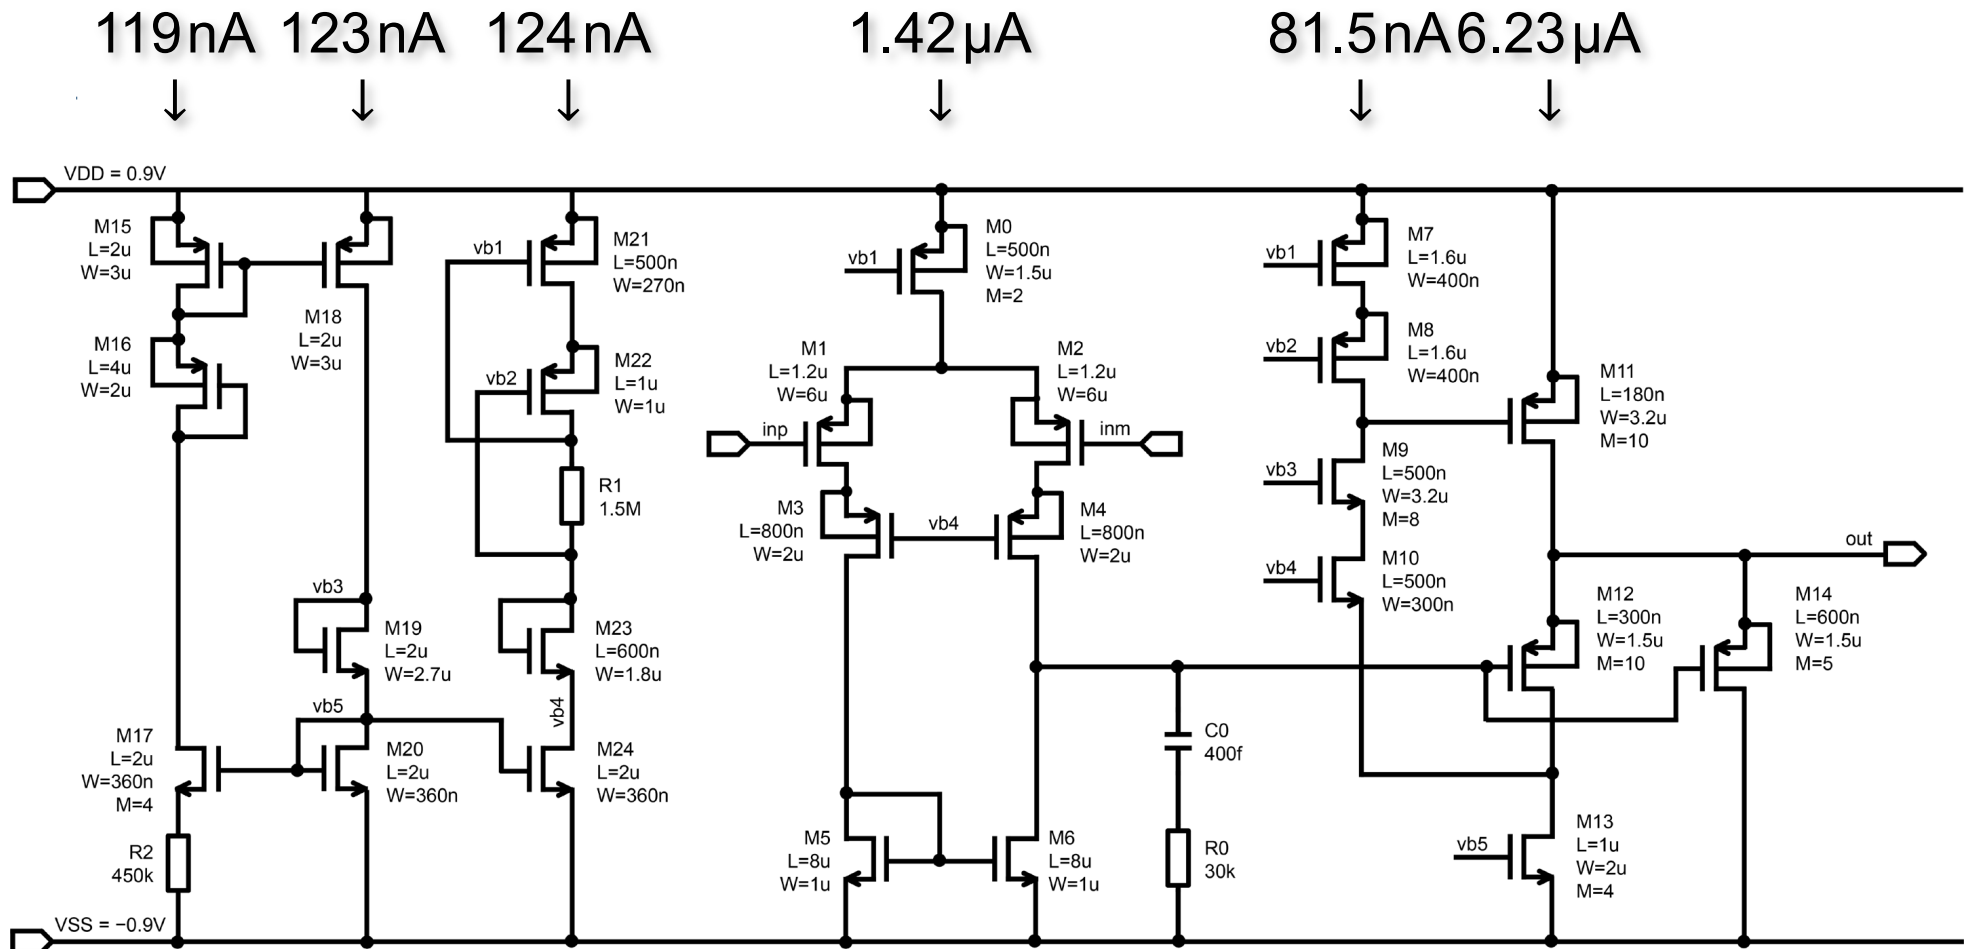 119nA 123nA 124nA 1.42µA 81.5nA 6.23µA
VDD = 0.9V
M15
L=2u
W=3u
M16
L=4u
W=2u
M18
L=2u
W=3u
vb1
M21
L=500n
W=270n
vb2
M22
L=1u
W=1u
R1
1.5M
vb3
M19
L=2u
W=2.7u
M23
L=600n
W=1.8u
vb5
vb4
M17
L=2u
W=360n
M=4
M20
L=2u
W=360n
M24
L=2u
W=360n
R2
450k
VSS = −0.9V
vb1
M0
L=500n
W=1.5u
M=2
M1
L=1.2u
W=6u
M2
L=1.2u
W=6u
inp
inm
M3
L=800n
W=2u
vb4
M4
L=800n
W=2u
M5
L=8u
W=1u
M6
L=8u
W=1u
C0
400f
R0
30k
vb1
M7
L=1.6u
W=400n
vb2
M8
L=1.6u
W=400n
vb3
M9
L=500n
W=3.2u
M=8
vb4
M10
L=500n
W=300n
M11
L=180n
W=3.2u
M=10
out
M12
L=300n
W=1.5u
M=10
M14
L=600n
W=1.5u
M=5
vb5
M13
L=1u
W=2u
M=4